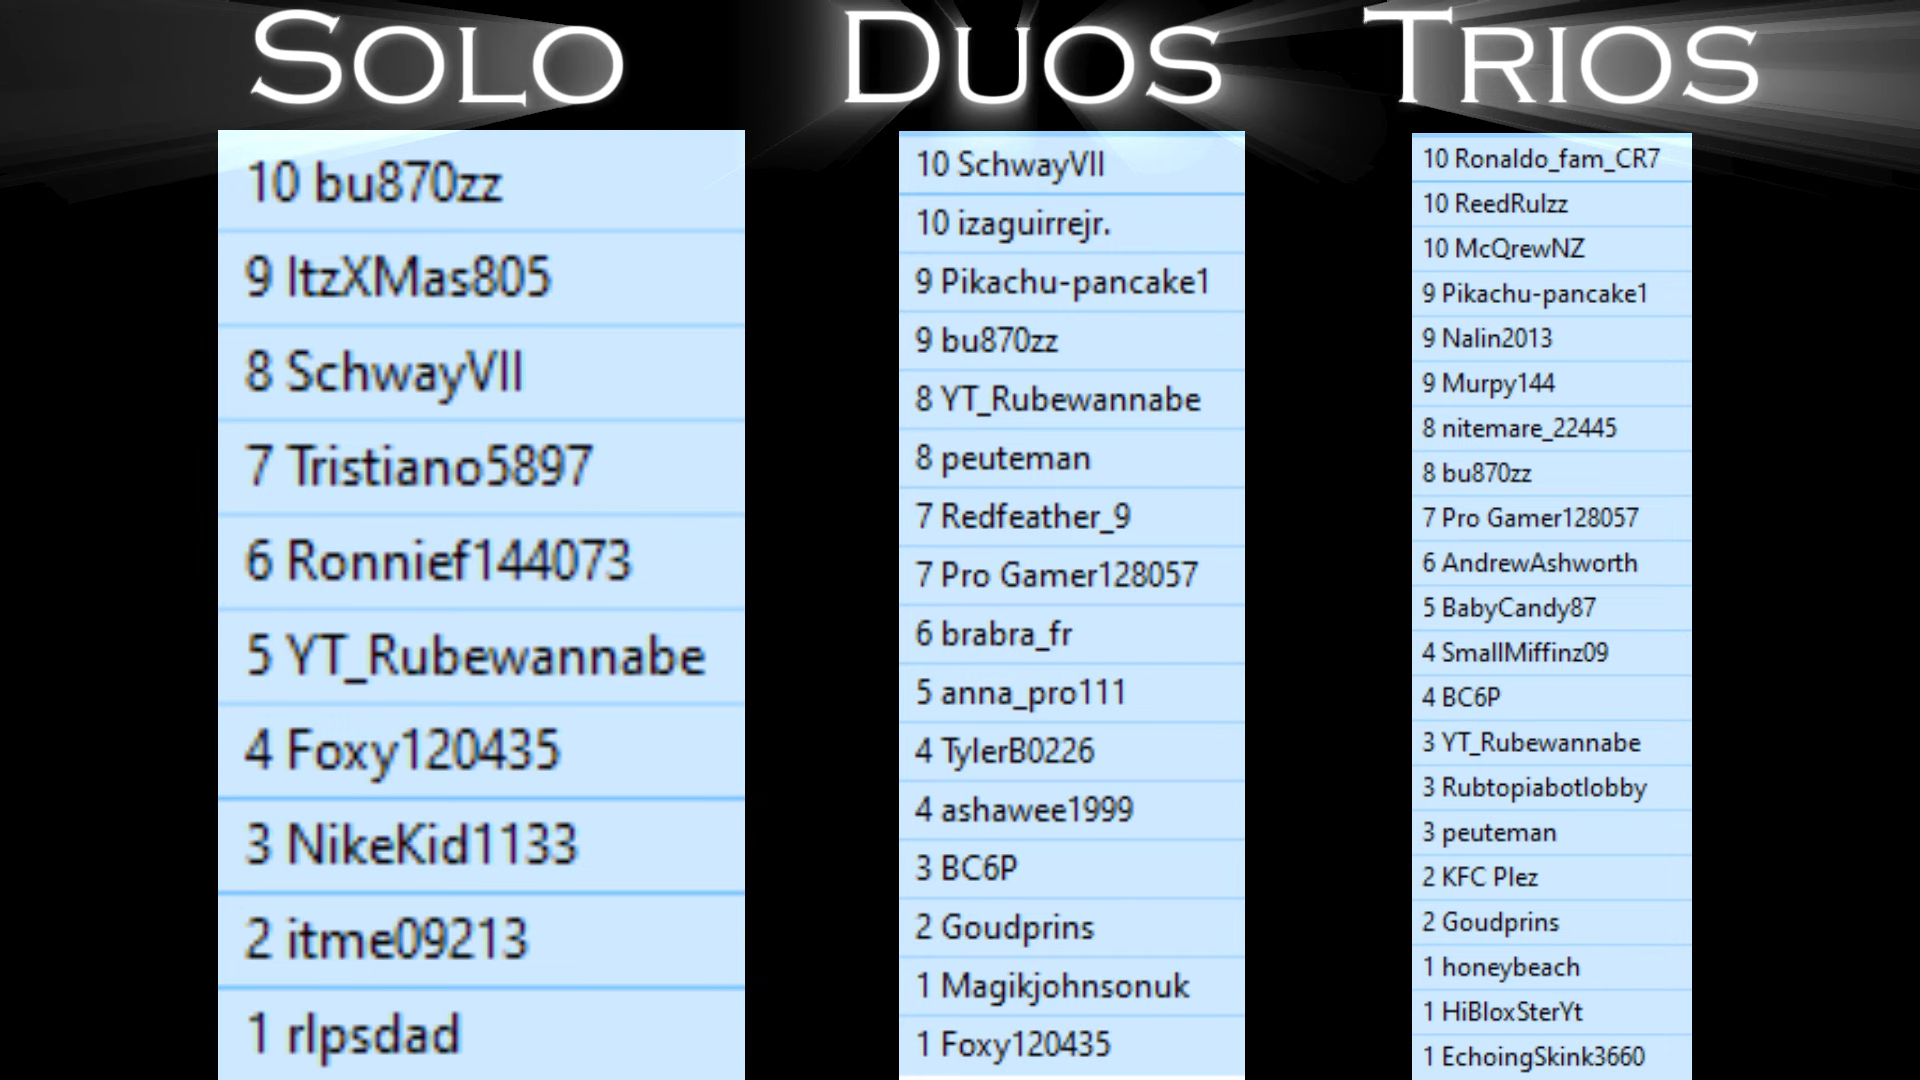 SOLO
10 bu870zz
9 ItzXMas805
8 SchwayVII
7 Tristiano5897
6 Ronnief144073
5 YT_Rubewannabe
4 Foxy120435
3 NikeKid1133
2 itme09213
1 rlpsdad
DUOS
10 SchwayVII
10 izaguirrejr.
9 Pikachu-pancake1
9 bu870zz
8 YT_Rubewannabe
8 peuteman
7 Redfeather_9
7 Pro Gamer128057
6 brabra_fr
5 anna_pro111
4 TylerB0226
4 ashawee1999
3 BC6P
2 Goudprins
1 Magikjohnsonuk
1 Foxy120435
TRIOS
10 Ronaldo_fam_CR7
10 ReedRulzz
10 McQrewNZ
9 Pikachu-pancake1
9 Nalin2013
9 Murpy144
8 nitemare_22445
8 bu870zz
7 Pro Gamer128057
6 AndrewAshworth
5 BabyCandy87
4 SmallMiffinz09
4 BC6P
3 YT_Rubewannabe
3 Rubtopiabotlobby
3 peuteman
2 KFC Plez
2 Goudprins
1 honeybeach
1 HiBloxSterYt
1 EchoingSkink3660